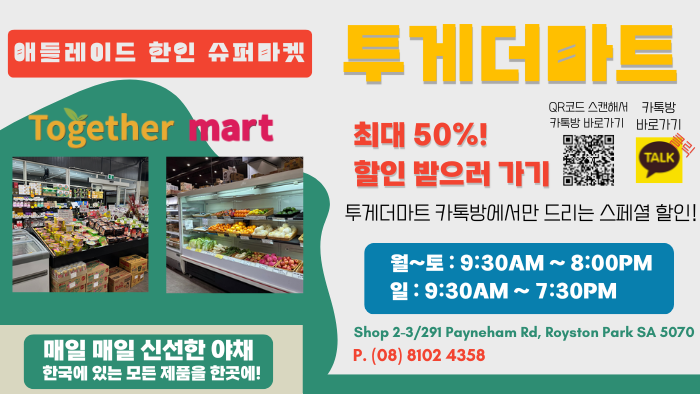 애들레이드 한인 슈퍼마켓
투게더마트
Together mart
최대 50%!
할인 받으러 가기
QR코드 스캔해서
카톡방 바로가기
카톡방
바로가기
클릭
TALK
투게더마트 카톡방에서만 드리는 스페셜 할인!
월~토 : 9:30AM ~ 8:00PM
일 : 9:30AM ~ 7:30PM
Shop 2-3/291 Payneham Rd, Royston Park SA 5070
P. (08) 8102 4358
매일 매일 신선한 야채
한국에 있는 모든 제품을 한곳에!